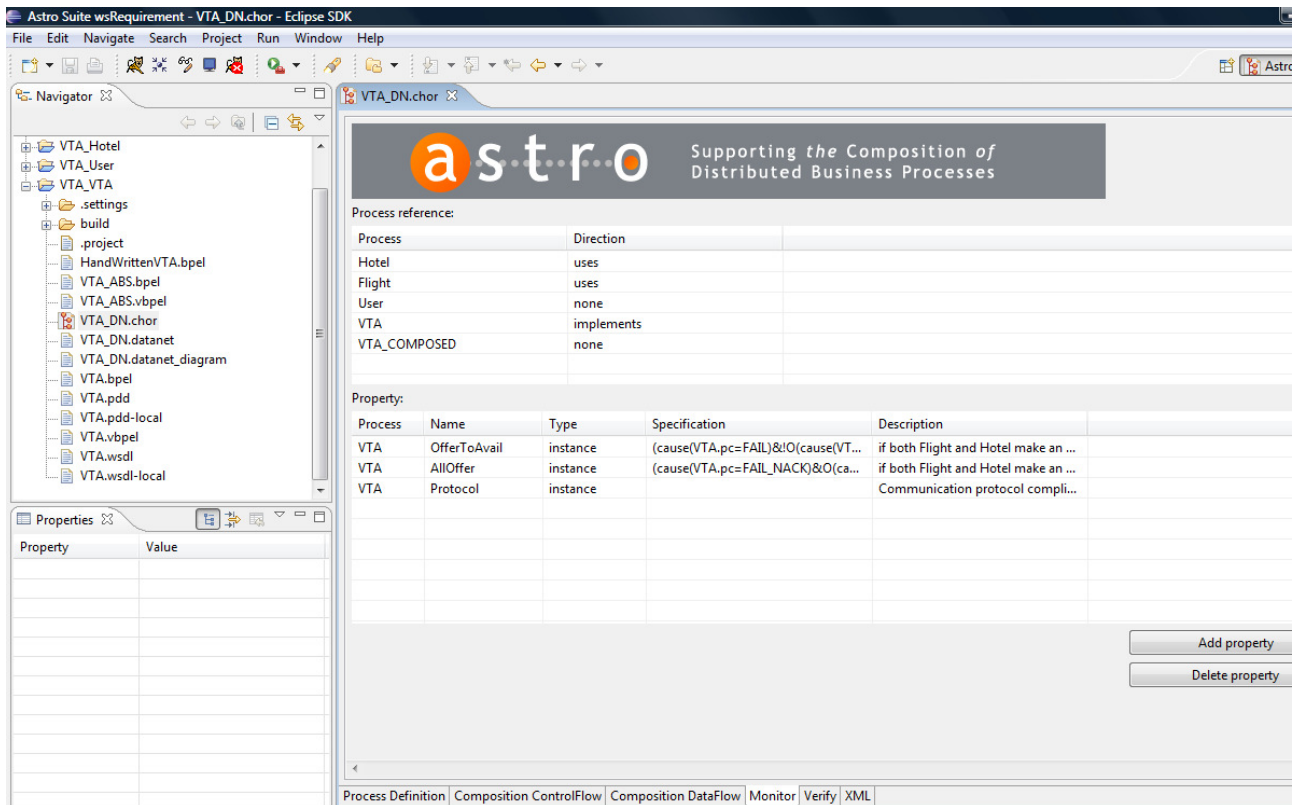 Astro Suite wsRequirement - VTA_DN.chor - Eclipse SDK
File Edit Navigate Search Project Run Window Help
Astro
Navigator
VTA_DN.chor
VTA_Hotel
VTA_User
VTA_VTA
.settings
build
.project
HandWrittenVTA.bpel
VTA_ABS.bpel
VTA_ABS.vbpel
VTA_DN.chor
VTA_DN.datanet
VTA_DN.datanet_diagram
VTA.bpel
VTA.pdd
VTA.pdd-local
VTA.vbpel
VTA.wsdl
VTA.wsdl-local
Properties
Property Value
astro
Supporting the Composition of
Distributed Business Processes
Process reference:
Process Direction
Hotel uses
Flight uses
User none
VTA implements
VTA_COMPOSED none
Property:
Process Name Type Specification Description
VTA OfferToAvail instance (cause(VTA.pc=FAIL)&!O(cause(VT... if both Flight and Hotel make an ...
VTA AllOffer instance (cause(VTA.pc=FAIL_NACK)&O(ca... if both Flight and Hotel make an ...
VTA Protocol instance Communication protocol compli...
Add property
Delete property
Process Definition Composition ControlFlow Composition DataFlow Monitor Verify XML